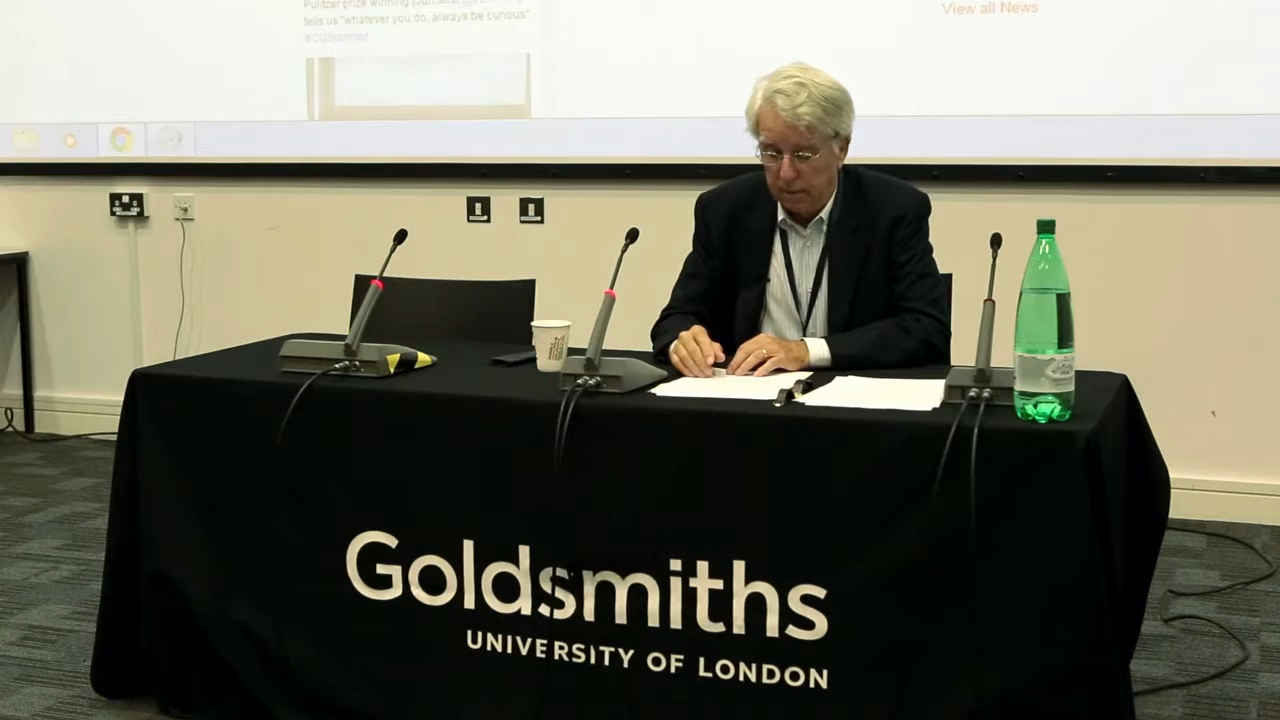 Pulitzer prize winning journalist
tells us "whatever you do, always be curious"
View all News
Goldsmiths
UNIVERSITY OF LONDON